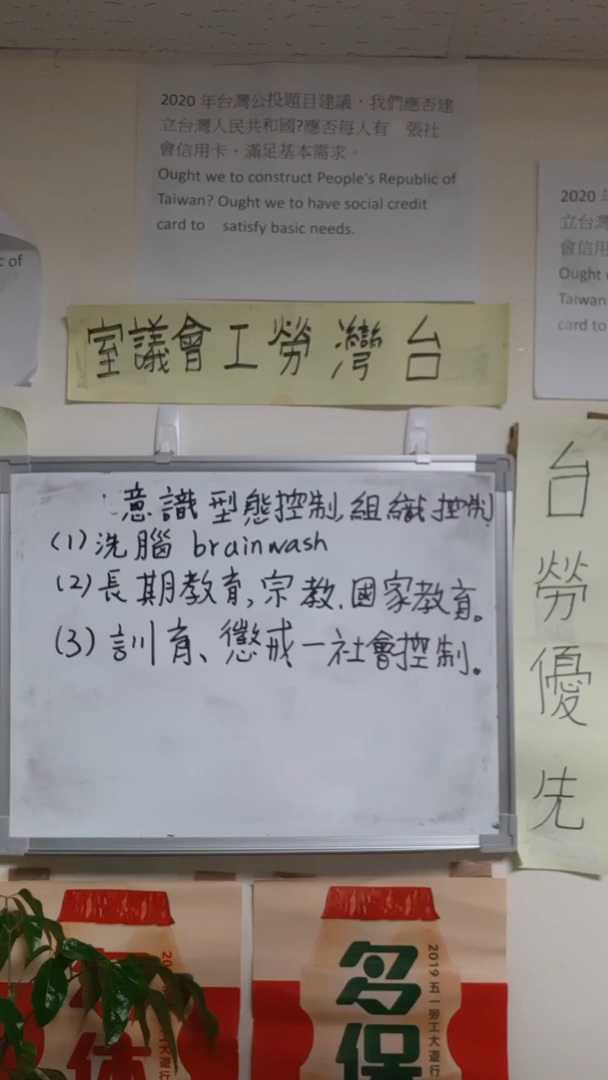 2020 年台灣公投題目建議，我們應否建
立台灣人民共和國?應否每人有 張社
會信用卡，滿足基本需求。
Ought we to construct People's Republic of
Taiwan? Ought we to have social credit
card to satisfy basic needs.
c of
2020
立台灣
會信用
Ought
Taiwan
card to
室議會工勞灣台
意識型態控制,組織控制
(1)洗腦 brainwash
(2)長期教育,宗教.國家教育。
(3)訓育、懲戒一社會控制。
台勞優先
休
多保
2019 五一勞工大遊行